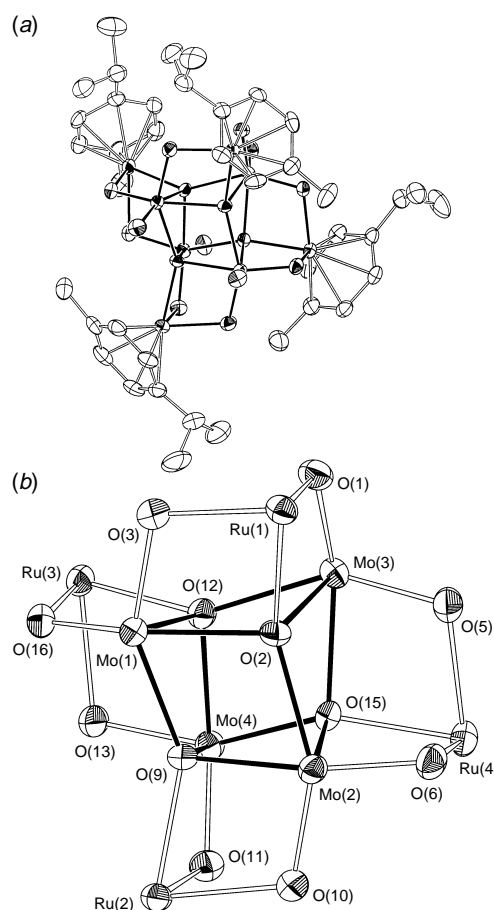 (a)
(b)
O(1)
O(3)
Ru(1)
Ru(3)
O(12)
Mo(3)
O(5)
O(16)
Mo(1)
O(2)
O(15)
Mo(4)
O(13)
O(9)
Ru(4)
Mo(2)
O(6)
O(11)
O(10)
Ru(2)